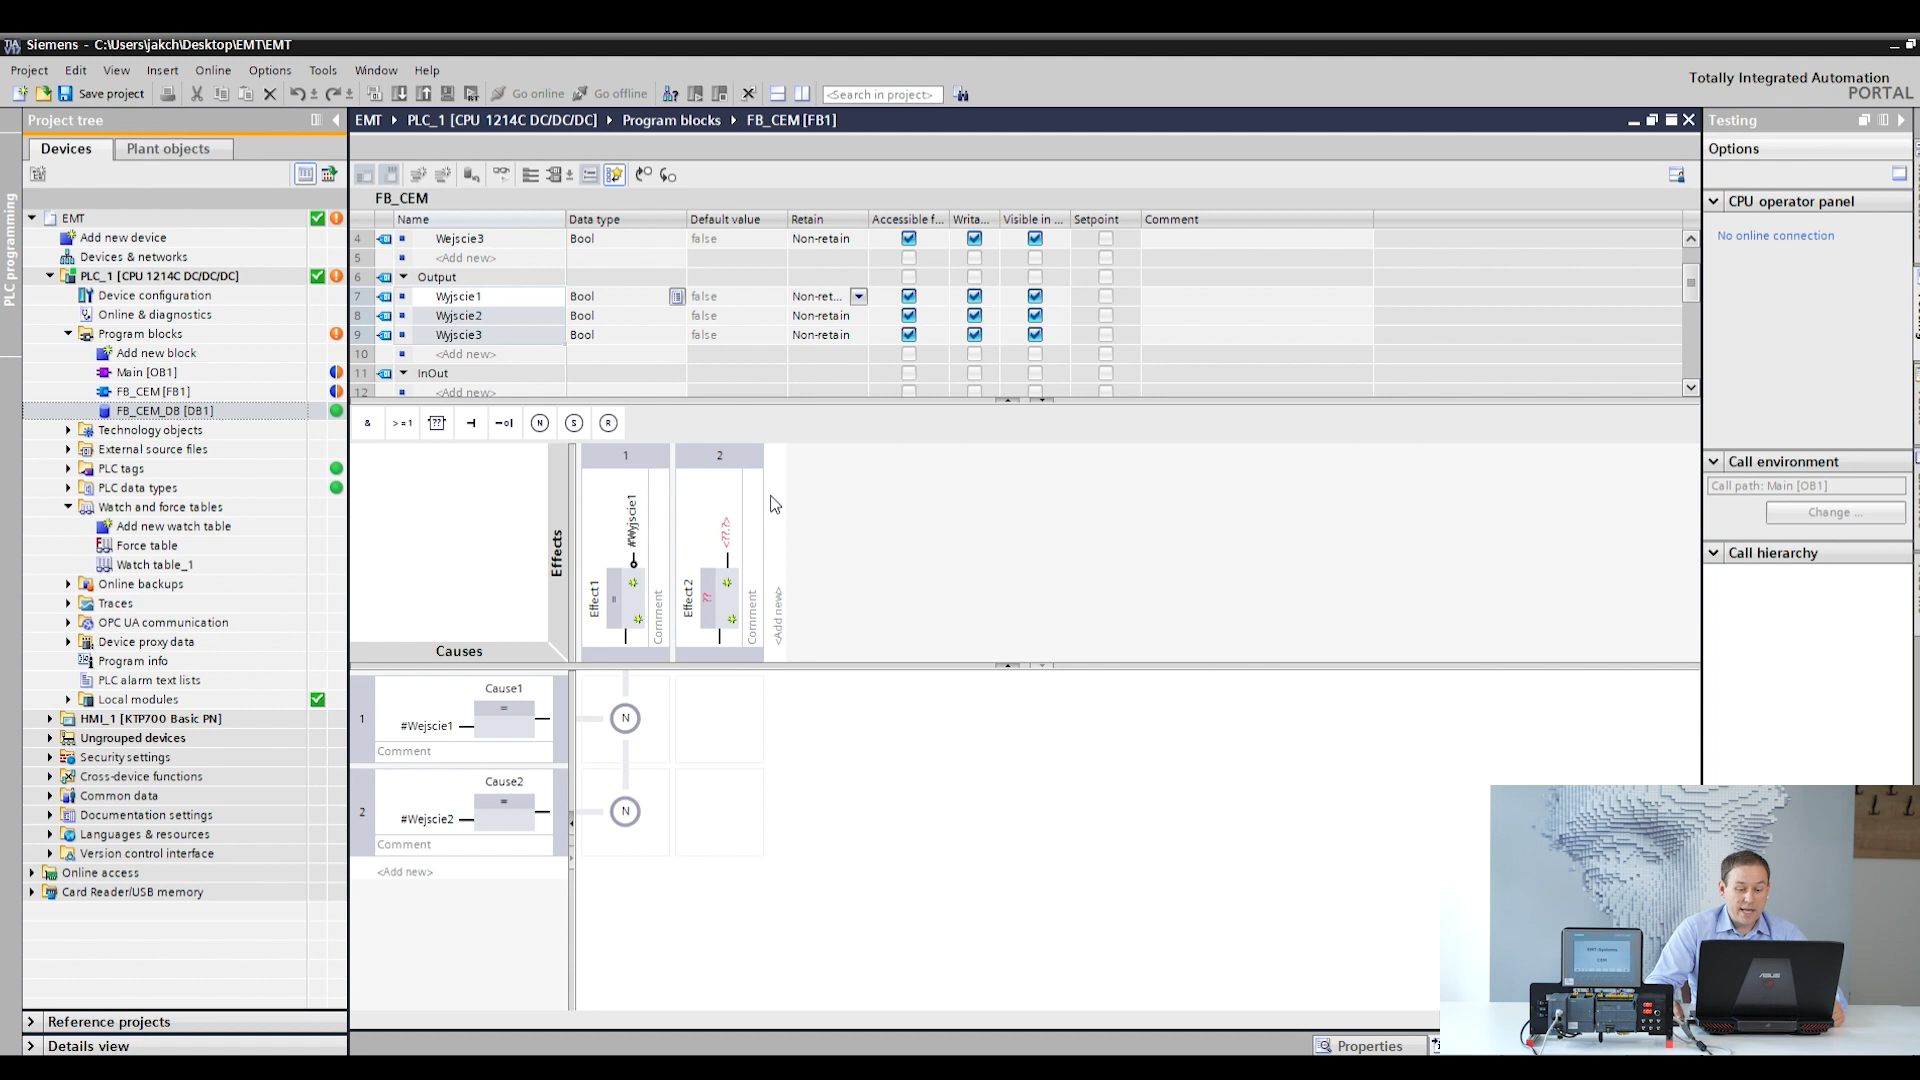 Siemens - C:\Users\jakch\Desktop\EMT\EMT
Project Edit View Insert Online Options Tools Window Help
Totally Integrated Automation
PORTAL
Save project
Go online
Go offline
<Search in project>
Project tree
EMT PLC_1 [CPU 1214C DC/DC/DC] Program blocks FB_CEM [FB1]
Testing
Devices
Plant objects
Options
PLC programming
FB_CEM
CPU operator panel
No online connection
Name Data type Default value Retain Accessible f... Writa... Visible in ... Setpoint Comment
4 Wejscie3 Bool false Non-retain
5 <Add new>
6 Output
7 Wyjscie1 Bool false Non-ret...
8 Wyjscie2 Bool false Non-retain
9 Wyjscie3 Bool false Non-retain
10 <Add new>
11 InOut
12 <Add new>
EMT
Add new device
Devices & networks
PLC_1 [CPU 1214C DC/DC/DC]
Device configuration
Online & diagnostics
Program blocks
Add new block
Main [OB1]
FB_CEM [FB1]
FB_CEM_DB [DB1]
Technology objects
External source files
PLC tags
PLC data types
Watch and force tables
Add new watch table
Force table
Watch table_1
Online backups
Traces
OPC UA communication
Device proxy data
Program info
PLC alarm text lists
Local modules
HMI_1 [KTP700 Basic PN]
Ungrouped devices
Security settings
Cross-device functions
Common data
Documentation settings
Languages & resources
Version control interface
Online access
Card Reader/USB memory
Reference projects
Details view
& >=1 ?? N S R
1 2
Effects
Effect1
=
#Wyjscie1
Comment
Effect2
??
<??.?>
Comment
<Add new>
Causes
1
Cause1
=
#Wejscie1
Comment
N
2
Cause2
=
#Wejscie2
Comment
N
<Add new>
Call environment
Call path: Main [OB1]
Change ...
Call hierarchy
Properties
EMT-Systems
CEM
ASUS